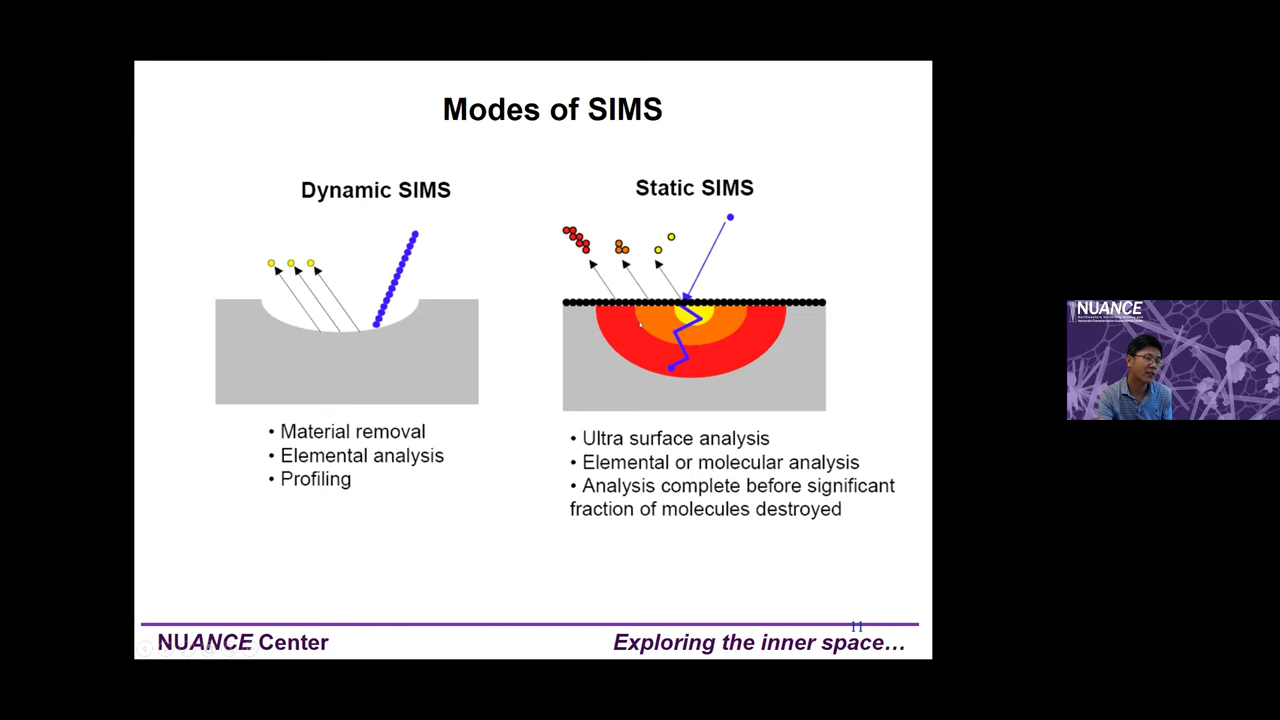 Modes of SIMS
Dynamic SIMS
Static SIMS
• Material removal
• Elemental analysis
• Profiling
• Ultra surface analysis
• Elemental or molecular analysis
• Analysis complete before significant
fraction of molecules destroyed
11
NUANCE Center
Exploring the inner space…
NUANCE